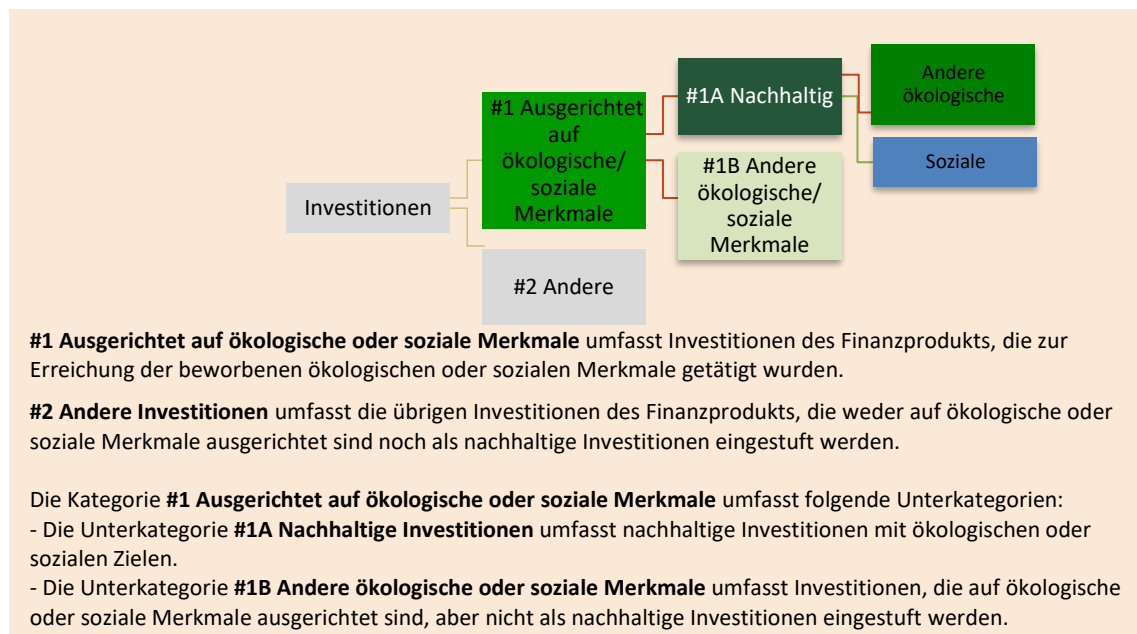 Investitionen
#1 Ausgerichtet
auf
ökologische/
soziale
Merkmale
#2 Andere
#1A Nachhaltig
#1B Andere
ökologische/
soziale
Merkmale
Andere
ökologische
Soziale
#1 Ausgerichtet auf ökologische oder soziale Merkmale umfasst Investitionen des Finanzprodukts, die zur
Erreichung der beworbenen ökologischen oder sozialen Merkmale getätigt wurden.
#2 Andere Investitionen umfasst die übrigen Investitionen des Finanzprodukts, die weder auf ökologische oder
soziale Merkmale ausgerichtet sind noch als nachhaltige Investitionen eingestuft werden.
Die Kategorie #1 Ausgerichtet auf ökologische oder soziale Merkmale umfasst folgende Unterkategorien:
- Die Unterkategorie #1A Nachhaltige Investitionen umfasst nachhaltige Investitionen mit ökologischen oder
sozialen Zielen.
- Die Unterkategorie #1B Andere ökologische oder soziale Merkmale umfasst Investitionen, die auf ökologische
oder soziale Merkmale ausgerichtet sind, aber nicht als nachhaltige Investitionen eingestuft werden.